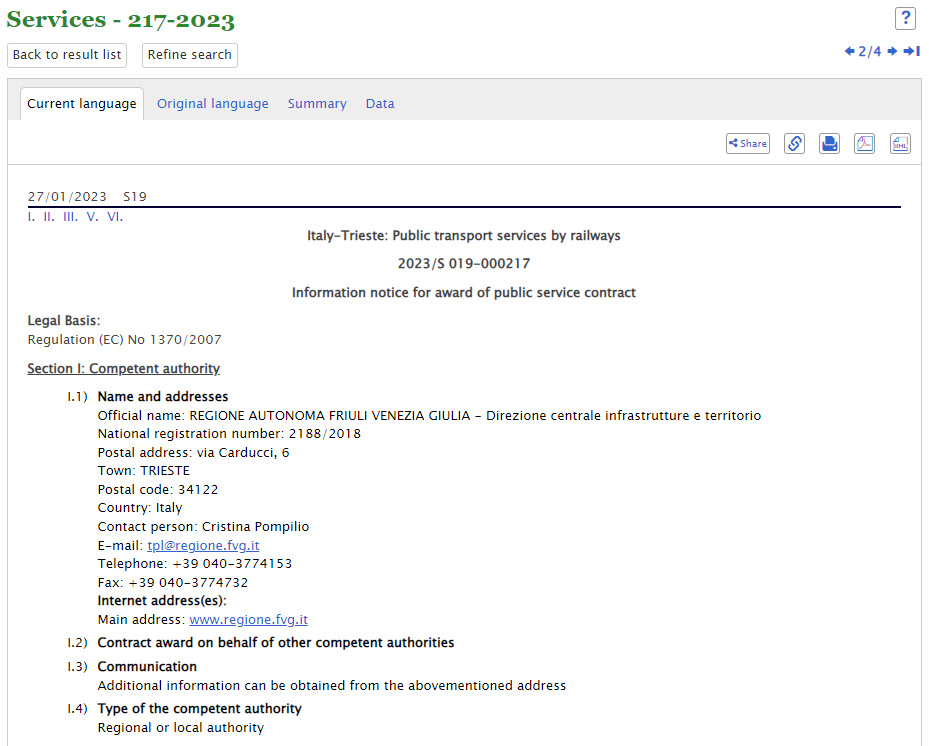 Services - 217-2023
?
Back to result list
Refine search
2/4
Current language
Original language
Summary
Data
Share
XML
27/01/2023 S19
I. II. III. V. VI.
Italy-Trieste: Public transport services by railways
2023/S 019-000217
Information notice for award of public service contract
Legal Basis:
Regulation (EC) No 1370/2007
Section I: Competent authority
I.1) Name and addresses
Official name: REGIONE AUTONOMA FRIULI VENEZIA GIULIA - Direzione centrale infrastrutture e territorio
National registration number: 2188/2018
Postal address: via Carducci, 6
Town: TRIESTE
Postal code: 34122
Country: Italy
Contact person: Cristina Pompilio
E-mail: tpl@regione.fvg.it
Telephone: +39 040-3774153
Fax: +39 040-3774732
Internet address(es):
Main address: www.regione.fvg.it
I.2) Contract award on behalf of other competent authorities
I.3) Communication
Additional information can be obtained from the abovementioned address
I.4) Type of the competent authority
Regional or local authority